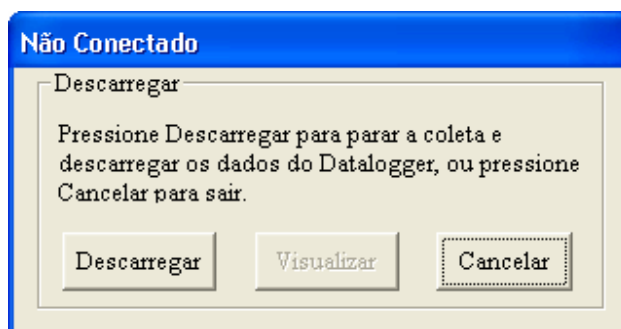 Não Conectado
Descarregar
Pressione Descarregar para parar a coleta e
descarregar os dados do Datalogger, ou pressione
Cancelar para sair.
Descarregar Visualizar Cancelar